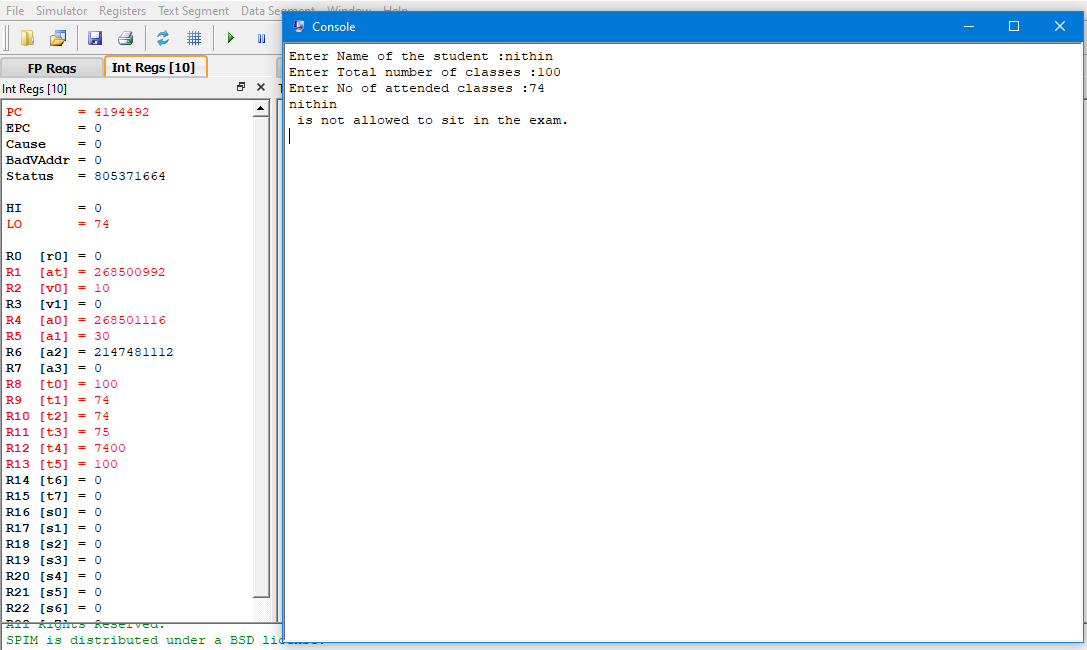 File Simulator Registers Text Segment Data Segment Window Help
Console
FP Regs Int Regs [10]
Int Regs [10]
PC = 4194492
EPC = 0
Cause = 0
BadVAddr = 0
Status = 805371664
HI = 0
LO = 74
R0 [r0] = 0
R1 [at] = 268500992
R2 [v0] = 10
R3 [v1] = 0
R4 [a0] = 268501116
R5 [a1] = 30
R6 [a2] = 2147481112
R7 [a3] = 0
R8 [t0] = 100
R9 [t1] = 74
R10 [t2] = 74
R11 [t3] = 75
R12 [t4] = 7400
R13 [t5] = 100
R14 [t6] = 0
R15 [t7] = 0
R16 [s0] = 0
R17 [s1] = 0
R18 [s2] = 0
R19 [s3] = 0
R20 [s4] = 0
R21 [s5] = 0
R22 [s6] = 0
All Rights Reserved.
SPIM is distributed under a BSD license.
Enter Name of the student :nithin
Enter Total number of classes :100
Enter No of attended classes :74
nithin
is not allowed to sit in the exam.